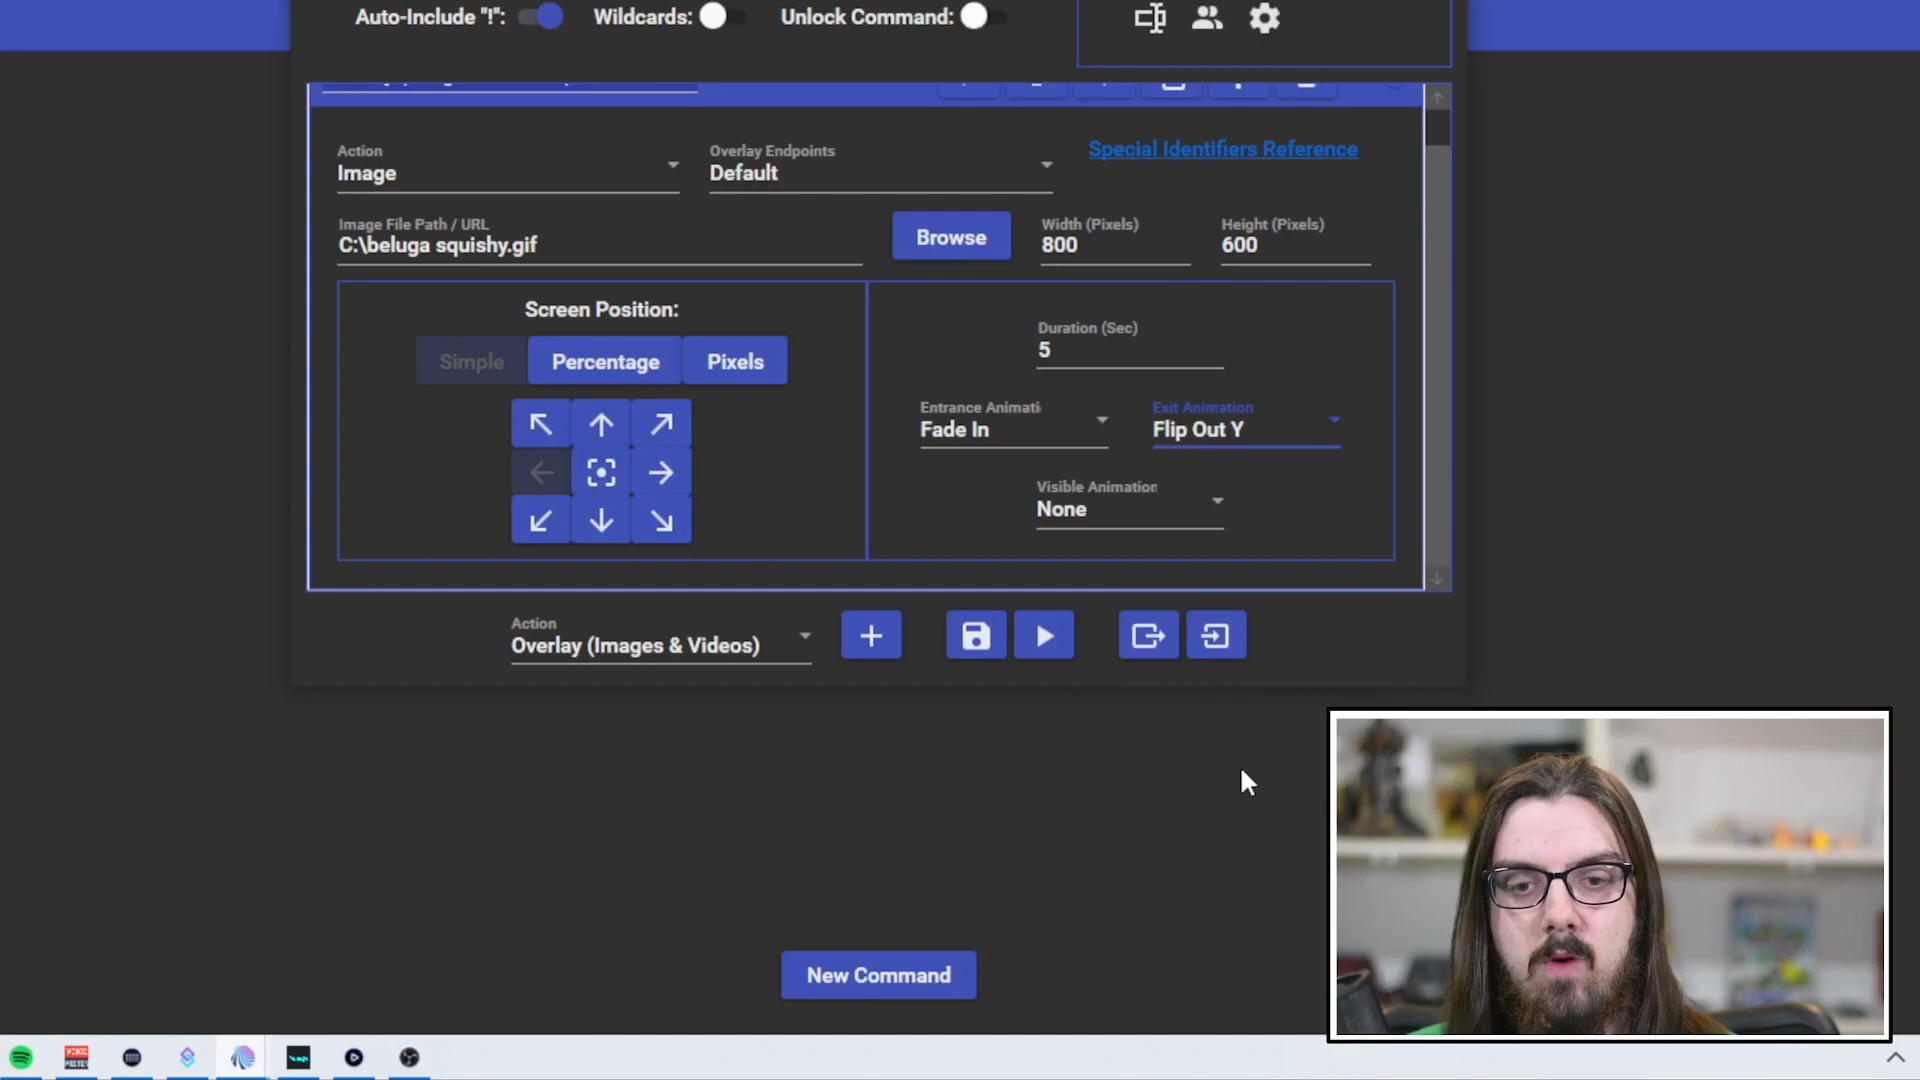 Auto-Include "!": Wildcards: Unlock Command:
Action
Image
Overlay Endpoints
Default
Special Identifiers Reference
Image File Path / URL
C:\beluga squishy.gif
Browse
Width (Pixels)
800
Height (Pixels)
600
Screen Position:
Simple Percentage Pixels
Duration (Sec)
5
Entrance Animati
Fade In
Exit Animation
Flip Out Y
Visible Animation
None
Action
Overlay (Images & Videos)
New Command